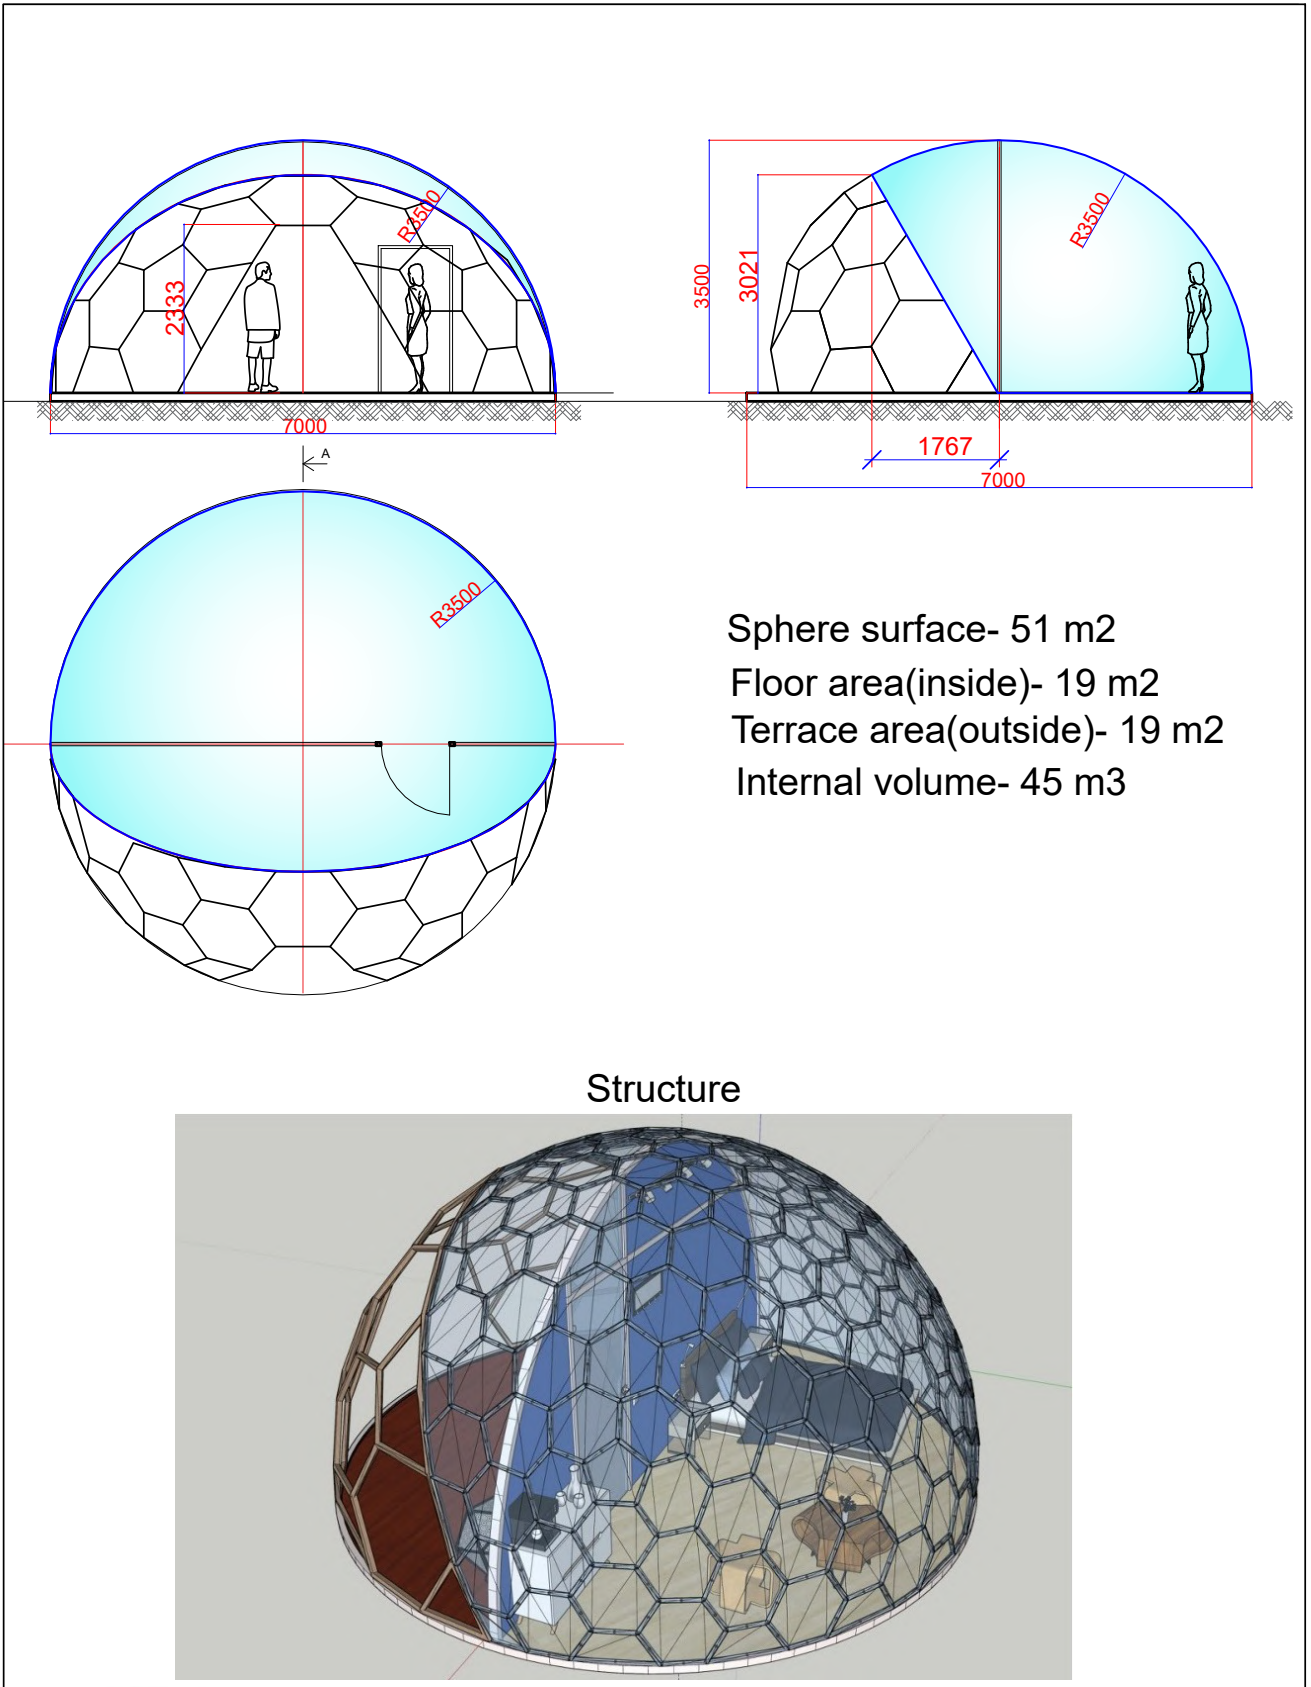 R3500
2333
7000
A
3500
3021
R3500
1767
7000
R3500
Sphere surface- 51 m2
Floor area(inside)- 19 m2
Terrace area(outside)- 19 m2
Internal volume- 45 m3
Structure